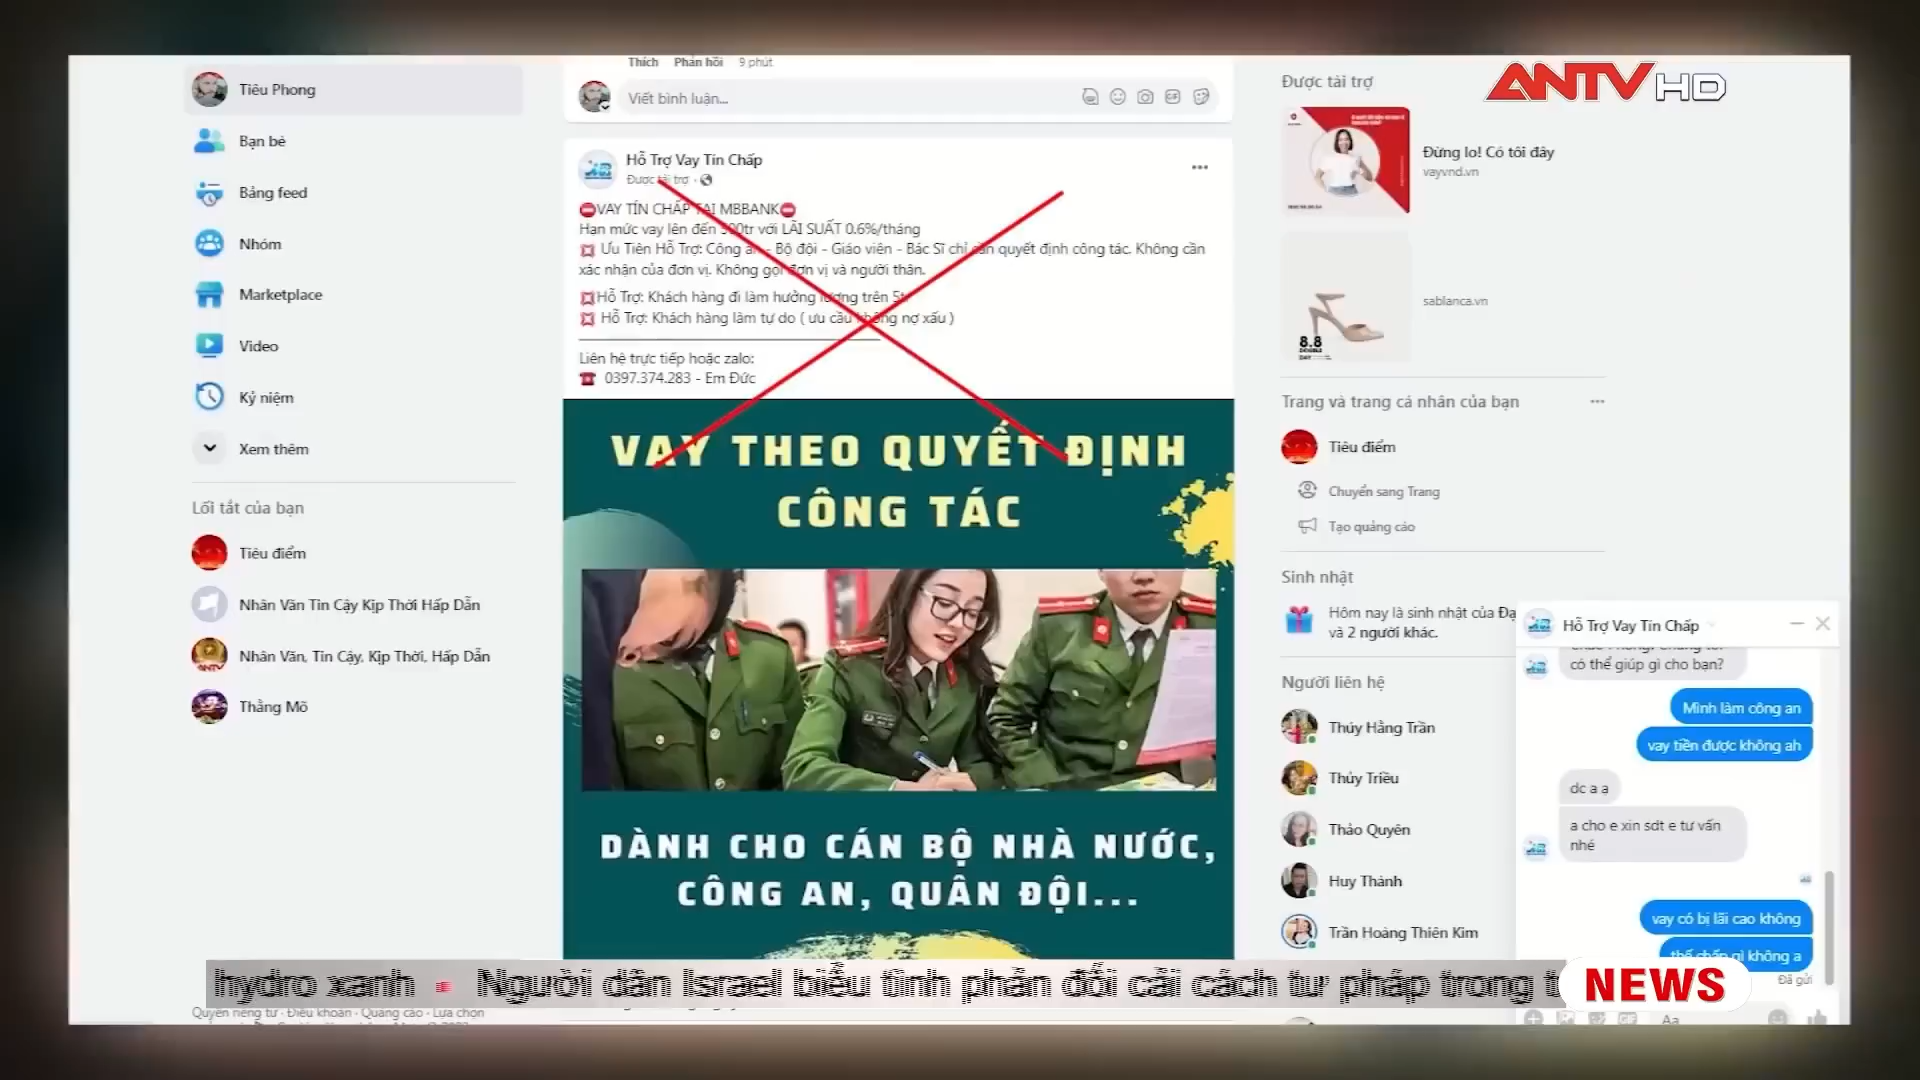 ANTV HD
Tiêu Phong
Bạn bè
Bảng feed
Nhóm
Marketplace
Video
Kỷ niệm
Xem thêm
Lối tắt của bạn
Tiêu điểm
Nhân Văn Tin Cậy Kịp Thời Hấp Dẫn
Nhân Văn, Tin Cậy, Kịp Thời, Hấp Dẫn
Thằng Mõ
Quyền riêng tư · Điều khoản · Quảng cáo · Lựa chọn
Thích Phản hồi 9 phút
Viết bình luận...
Hỗ Trợ Vay Tín Chấp
Được tài trợ
VAY TÍN CHẤP TẠI MBBANK
Hạn mức vay lên đến 500tr với LÃI SUẤT 0.6%/tháng
Ưu Tiên Hỗ Trợ: Công an - Bộ đội - Giáo viên - Bác Sĩ chỉ cần quyết định công tác. Không cần
xác nhận của đơn vị. Không gọi đơn vị và người thân.
Hỗ Trợ: Khách hàng đi làm hưởng lương trên 5tr
Hỗ Trợ: Khách hàng làm tự do ( ưu cầu không nợ xấu )
Liên hệ trực tiếp hoặc zalo:
0397.374.283 - Em Đức
VAY THEO QUYẾT ĐỊNH
CÔNG TÁC
DÀNH CHO CÁN BỘ NHÀ NƯỚC,
CÔNG AN, QUÂN ĐỘI...
Được tài trợ
Đừng lo! Có tôi đây
vayvnd.vn
8.8
DOUBLE
DAY
sablanca.vn
Trang và trang cá nhân của bạn
Tiêu điểm
Chuyển sang Trang
Tạo quảng cáo
Sinh nhật
Hôm nay là sinh nhật của
và 2 người khác.
Người liên hệ
Thúy Hằng Trần
Thủy Triều
Thảo Quyên
Huy Thành
Trần Hoàng Thiên Kim
Hỗ Trợ Vay Tín Chấp
có thể giúp gì cho bạn?
Mình làm công an
vay tiền được không ah
dc a ạ
a cho e xin sdt e tư vấn
nhé
vay có bị lãi cao không
thế chấp gì không a
Đã gửi
Aa
hydro xanh Người dân Israel biểu tình phản đối cải cách tư pháp trong
NEWS